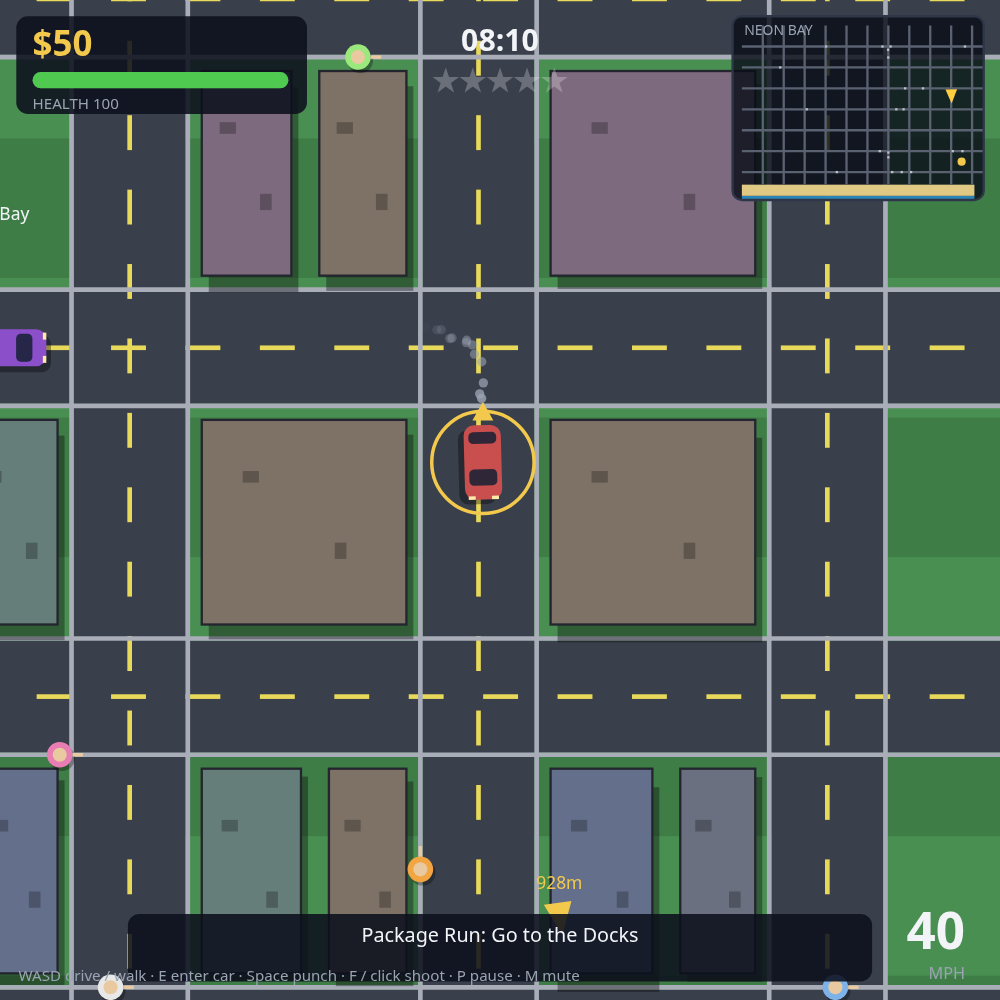 $50
HEALTH 100
08:10
NEON BAY
Bay
928m
Package Run: Go to the Docks
WASD drive / walk · E enter car · Space punch · F / click shoot · P pause · M mute
40
MPH